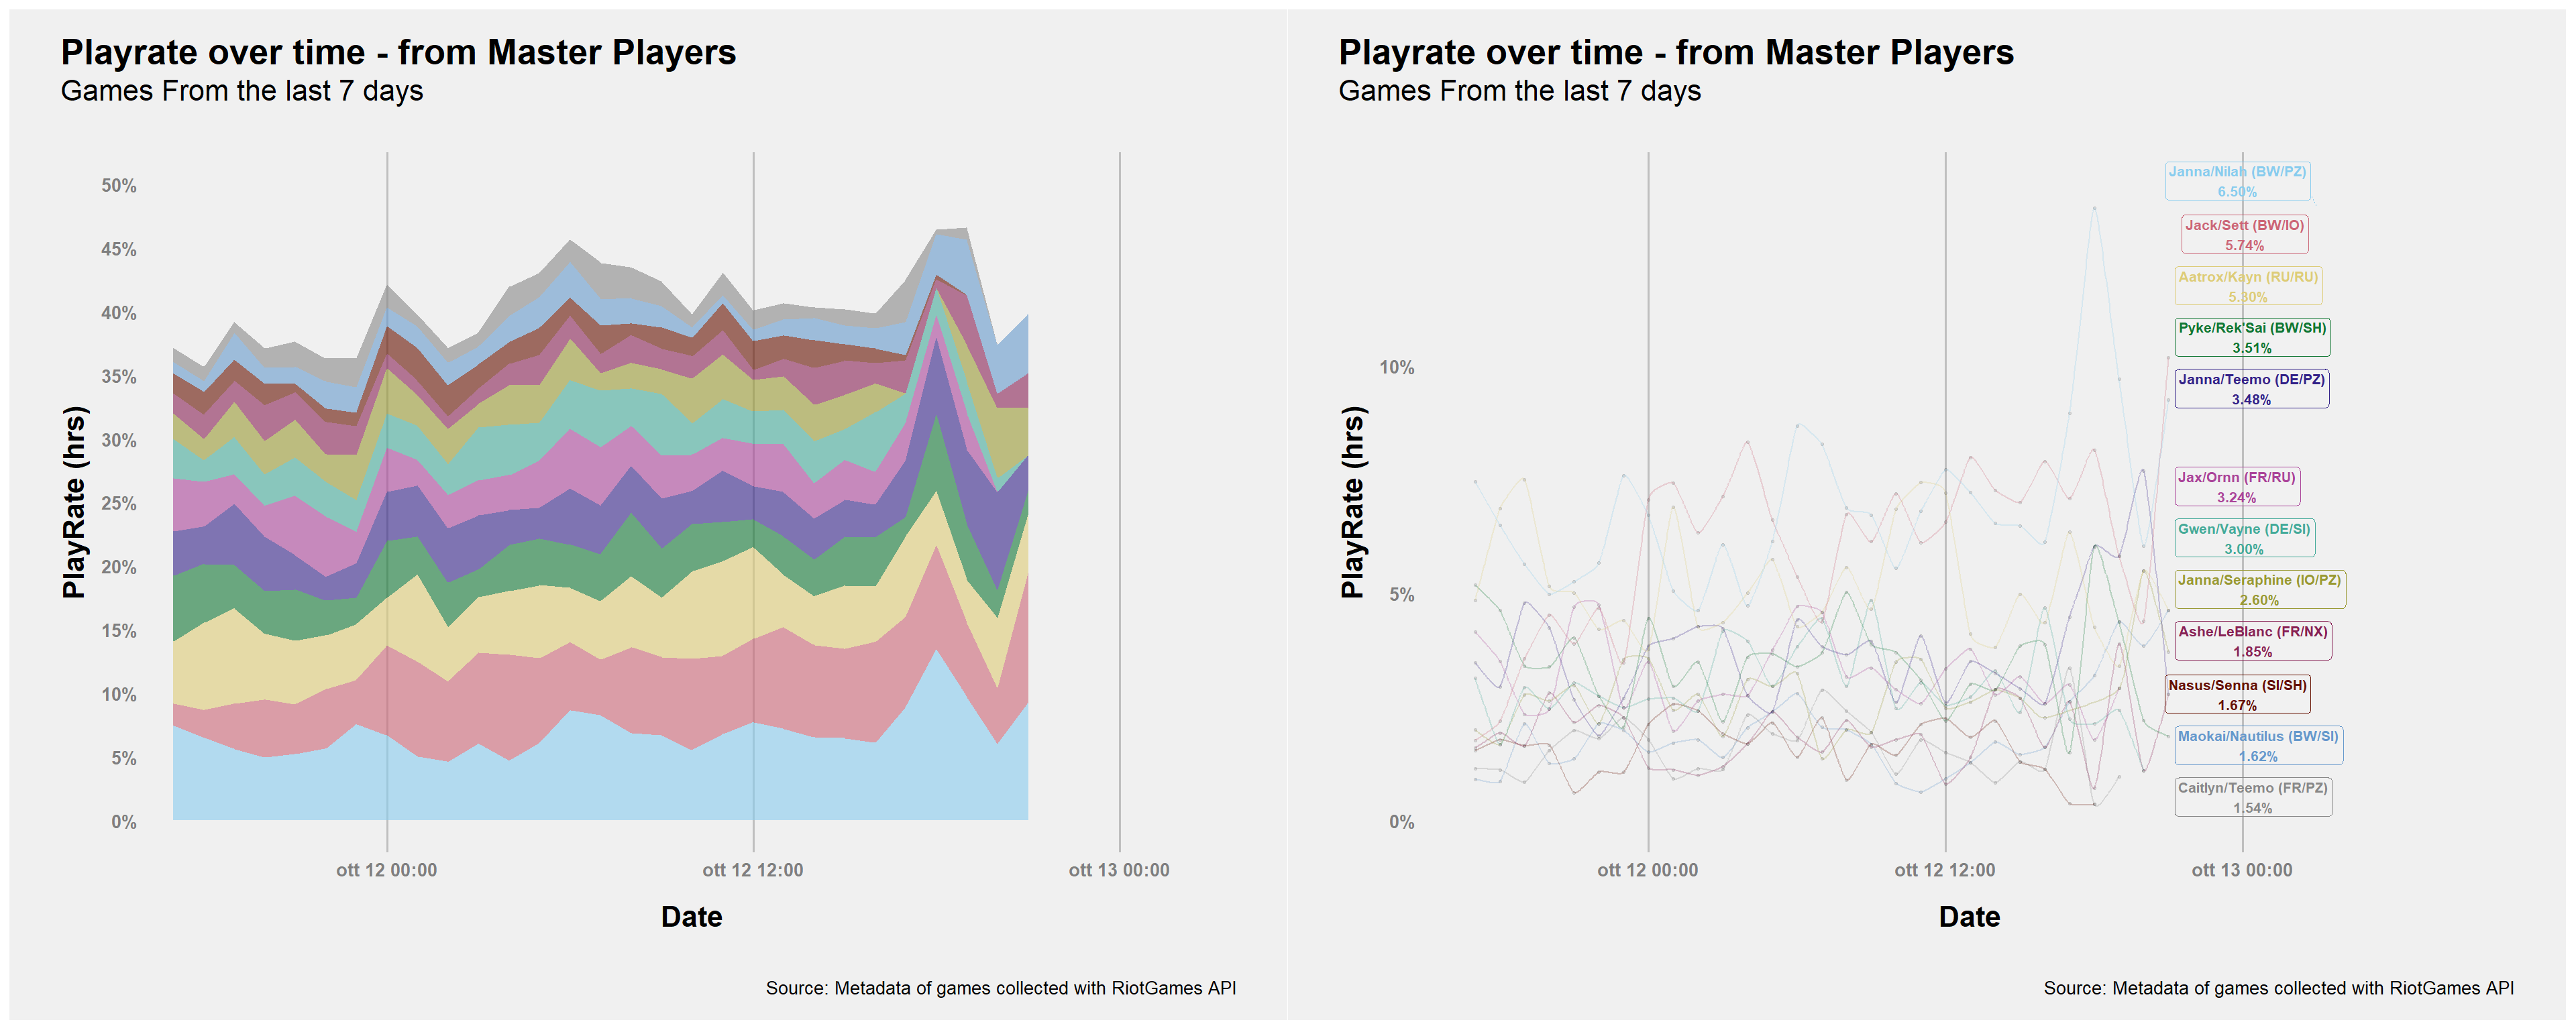 Playrate over time - from Master Players
Games From the last 7 days
PlayRate (hrs)
50%
45%
40%
35%
30%
25%
20%
15%
10%
5%
0%
ott 12 00:00
ott 12 12:00
ott 13 00:00
Date
Source: Metadata of games collected with RiotGames API
Playrate over time - from Master Players
Games From the last 7 days
PlayRate (hrs)
10%
5%
0%
Janna/Nilah (BW/PZ)
6.50%
Jack/Sett (BW/IO)
5.74%
Aatrox/Kayn (RU/RU)
5.30%
Pyke/Rek'Sai (BW/SH)
3.51%
Janna/Teemo (DE/PZ)
3.48%
Jax/Ornn (FR/RU)
3.24%
Gwen/Vayne (DE/SI)
3.00%
Janna/Seraphine (IO/PZ)
2.60%
Ashe/LeBlanc (FR/NX)
1.85%
Nasus/Senna (SI/SH)
1.67%
Maokai/Nautilus (BW/SI)
1.62%
Caitlyn/Teemo (FR/PZ)
1.54%
ott 12 00:00
ott 12 12:00
ott 13 00:00
Date
Source: Metadata of games collected with RiotGames API